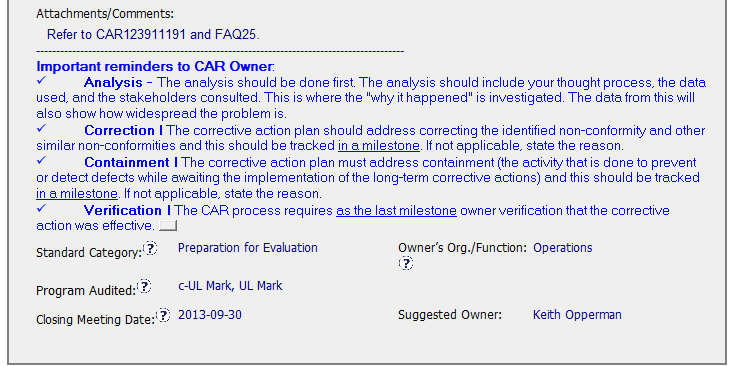 Attachments/Comments:
Refer to CAR123911191 and FAQ25.
--------------------------------------------------------------------------------------------
Important reminders to CAR Owner:
✓ Analysis – The analysis should be done first. The analysis should include your thought process, the data
used, and the stakeholders consulted. This is where the "why it happened" is investigated. The data from this will
also show how widespread the problem is.
✓ Correction I The corrective action plan should address correcting the identified non-conformity and other
similar non-conformities and this should be tracked in a milestone. If not applicable, state the reason.
✓ Containment I The corrective action plan must address containment (the activity that is done to prevent
or detect defects while awaiting the implementation of the long-term corrective actions) and this should be tracked
in a milestone. If not applicable, state the reason.
✓ Verification I The CAR process requires as the last milestone owner verification that the corrective
action was effective.
Standard Category: ? Preparation for Evaluation Owner's Org./Function: Operations
?
Program Audited: ? c-UL Mark, UL Mark
Closing Meeting Date: ? 2013-09-30 Suggested Owner: Keith Opperman